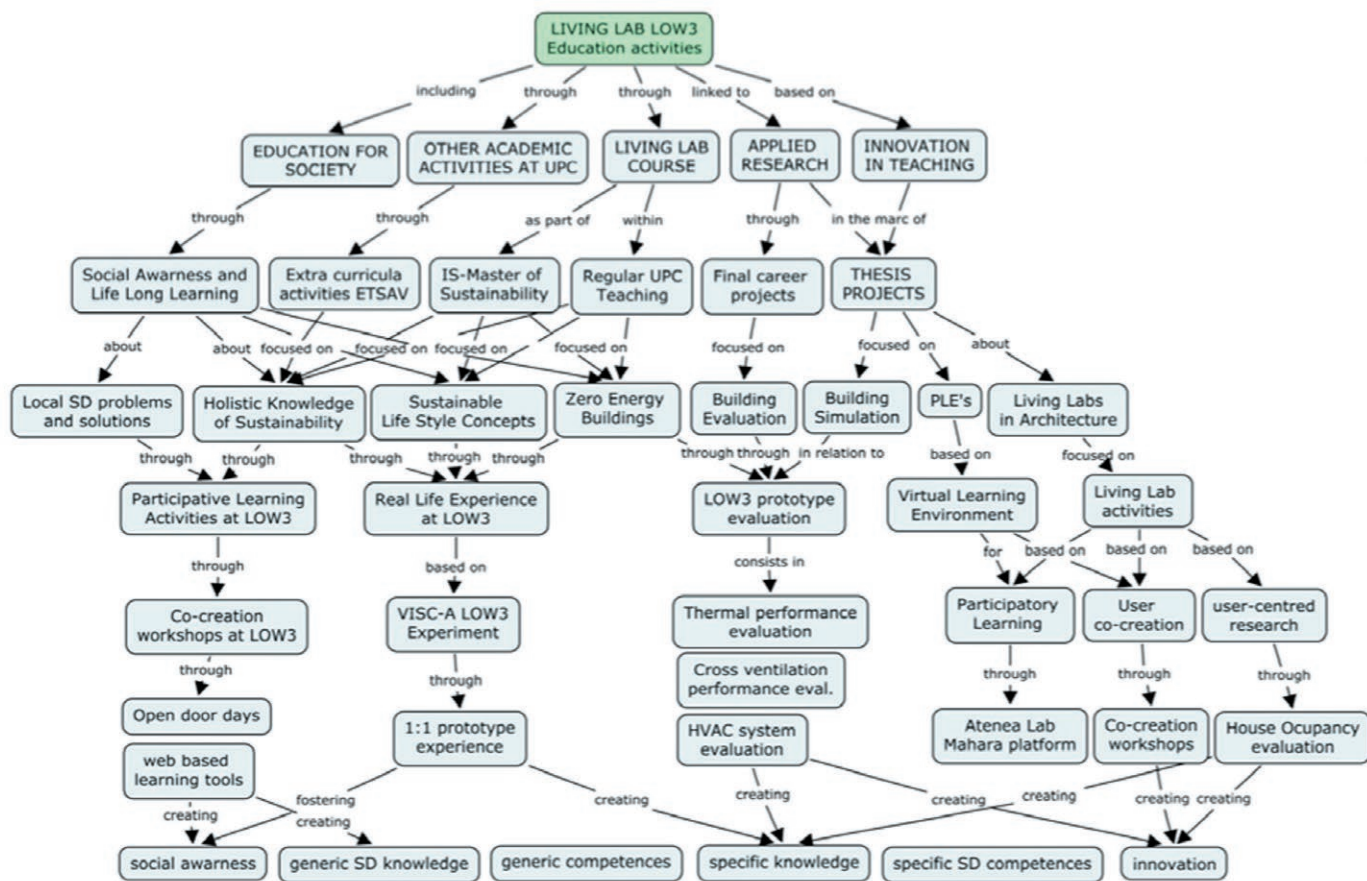 LIVING LAB LOW3
Education activities
including
through
through
linked to
based on
EDUCATION FOR
SOCIETY
OTHER ACADEMIC
ACTIVITIES AT UPC
LIVING LAB
COURSE
APPLIED
RESEARCH
INNOVATION
IN TEACHING
through
through
as part of
within
through
in the marc of
Social Awarness and
Life Long Learning
Extra curricula
activities ETSAV
IS-Master of
Sustainability
Regular UPC
Teaching
Final career
projects
THESIS
PROJECTS
about
about
focused on
focused on
focused on
focused on
focused on
focused on
about
Local SD problems
and solutions
Holistic Knowledge
of Sustainability
Sustainable
Life Style Concepts
Zero Energy
Buildings
Building
Evaluation
Building
Simulation
PLE's
Living Labs
in Architecture
through
through
through
through
through
through
through
in relation to
based on
focused on
Participative Learning
Activities at LOW3
Real Life Experience
at LOW3
LOW3 prototype
evaluation
Virtual Learning
Environment
Living Lab
activities
through
based on
consists in
for
based on
based on
based on
Co-creation
workshops at LOW3
VISC-A LOW3
Experiment
Thermal performance
evaluation
Participatory
Learning
User
co-creation
user-centred
research
through
through
Cross ventilation
performance eval.
through
through
through
Open door days
1:1 prototype
experience
HVAC system
evaluation
Atenea Lab
Mahara platform
Co-creation
workshops
House Ocupancy
evaluation
web based
learning tools
creating
fostering
creating
creating
creating
creating
creating
creating
creating
social awarness
generic SD knowledge
generic competences
specific knowledge
specific SD competences
innovation